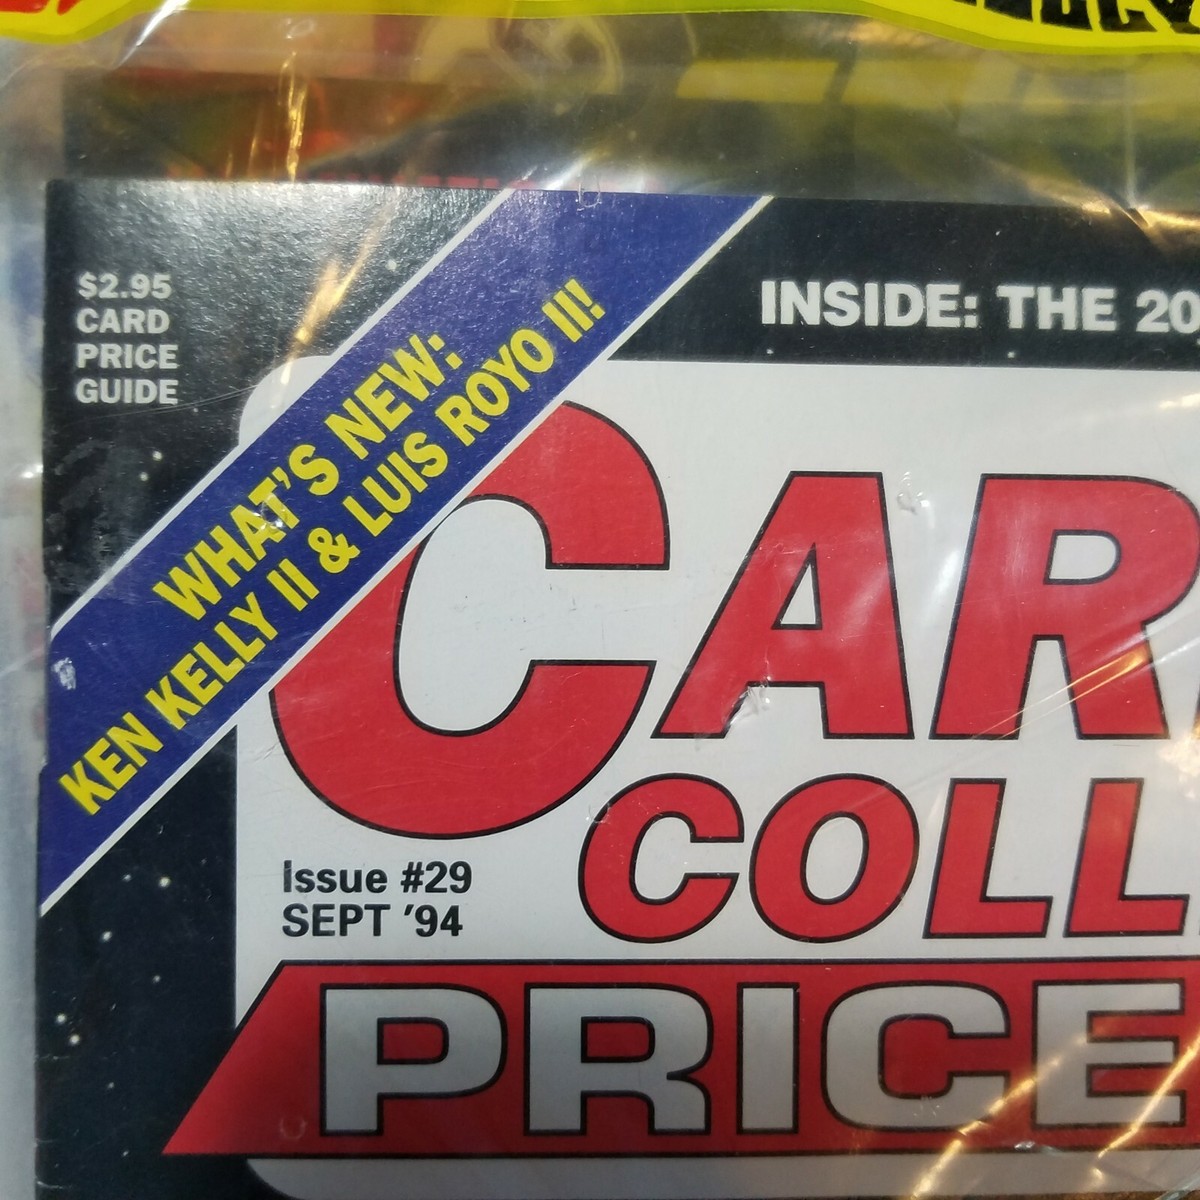 $2.95
CARD
PRICE
GUIDE
WHAT'S NEW:
KEN KELLY II & LUIS ROYO II!
INSIDE: THE 20
CAR
COLL
PRICE
Issue #29
SEPT '94